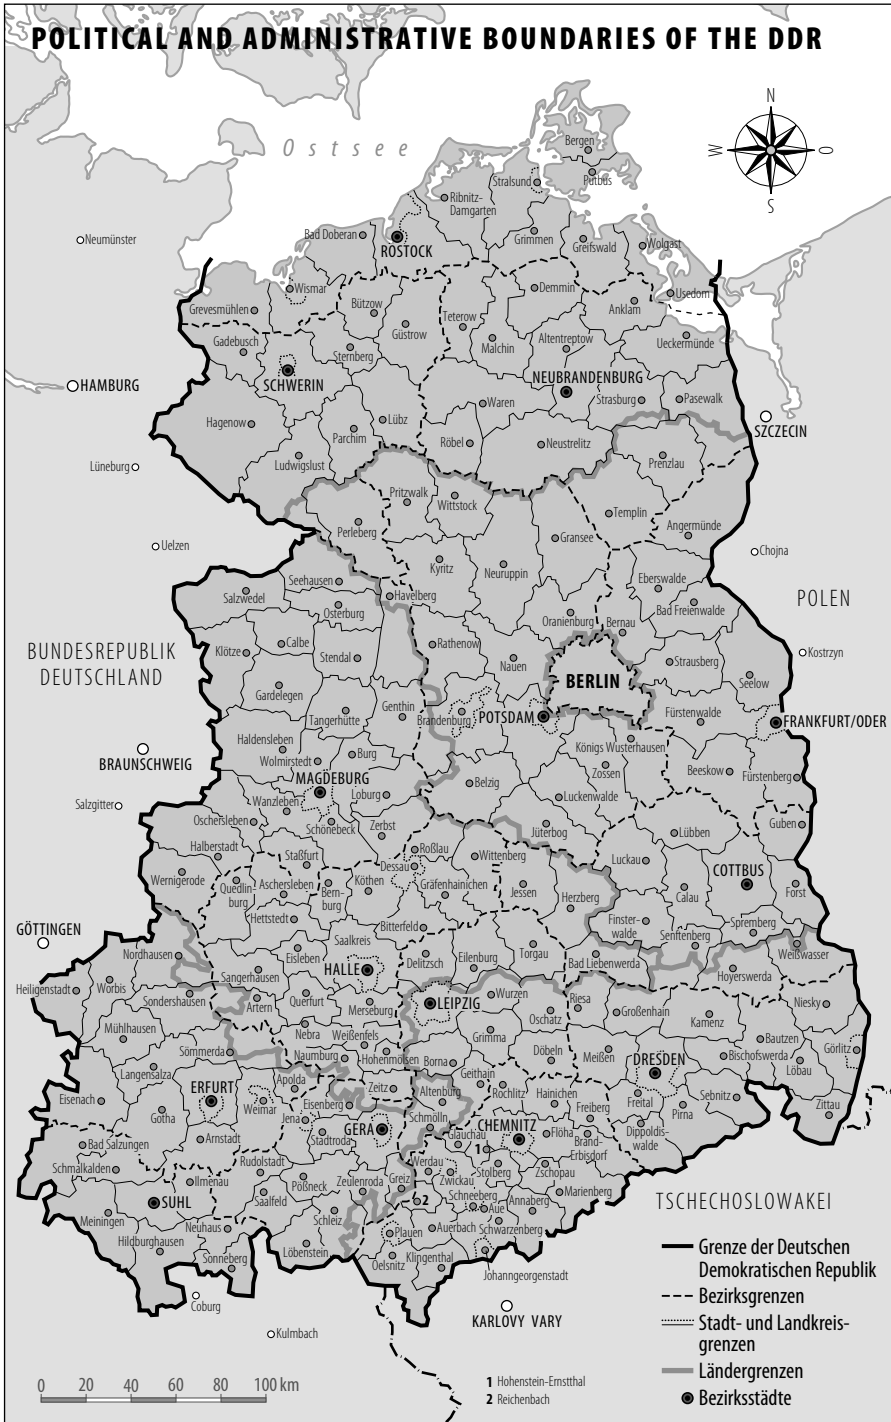 POLITICAL AND ADMINISTRATIVE BOUNDARIES OF THE DDR
Ostsee
N
W
O
S
Bergen
Putbus
Stralsund
Ribnitz-
Damgarten
Neumünster
Bad Doberan
ROSTOCK
Grimmen
Greifswald
Wolgast
Wismar
Usedom
Grevesmühlen
Bützow
Güstrow
Teterow
Demmin
Anklam
Gadebusch
Sternberg
Malchin
Altentreptow
Ueckermünde
SCHWERIN
NEUBRANDENBURG
HAMBURG
Strasburg
Pasewalk
Waren
Hagenow
Lübz
Parchim
Röbel
Neustrelitz
SZCZECIN
Lüneburg
Ludwigslust
Prenzlau
Pritzwalk
Wittstock
Perleberg
Templin
Angermünde
Uelzen
Gransee
Chojna
Kyritz
Neuruppin
Seehausen
Salzwedel
Havelberg
Osterburg
Eberswalde
Bad Freienwalde
POLEN
Oranienburg
Bernau
Klötze
Calbe
Stendal
Rathenow
Nauen
Strausberg
Kostrzyn
BUNDESREPUBLIK
DEUTSCHLAND
BERLIN
Seelow
Gardelegen
Genthin
Tangerhütte
Brandenburg
POTSDAM
Fürstenwalde
FRANKFURT/ODER
Haldensleben
Wolmirstedt
Burg
Königs Wusterhausen
Zossen
BRAUNSCHWEIG
MAGDEBURG
Loburg
Belzig
Beeskow
Fürstenberg
Salzgitter
Wanzleben
Luckenwalde
Oschersleben
Schönebeck
Zerbst
Jüterbog
Lübben
Guben
Halberstadt
Staßfurt
Roßlau
Dessau
Wittenberg
Luckau
COTTBUS
Wernigerode
Quedlin-
burg
Aschersleben
Bern-
burg
Köthen
Gräfenhainichen
Jessen
Herzberg
Calau
Forst
Hettstedt
Bitterfeld
Finster-
walde
Spremberg
Senftenberg
GÖTTINGEN
Saalkreis
Nordhausen
Eisleben
HALLE
Delitzsch
Eilenburg
Torgau
Bad Liebenwerda
Weißwasser
Hoyerswerda
Heiligenstadt
Worbis
Sondershausen
Sangerhausen
Artern
Querfurt
Merseburg
LEIPZIG
Wurzen
Oschatz
Riesa
Großenhain
Kamenz
Niesky
Mühlhausen
Nebra
Weißenfels
Grimma
Sömmerda
Naumburg
Hohenmölsen
Borna
Döbeln
Meißen
DRESDEN
Bischofswerda
Bautzen
Löbau
Görlitz
Langensalza
Apolda
Zeitz
Geithain
Eisenach
ERFURT
Weimar
Eisenberg
Altenburg
Rochlitz
Hainichen
Freiberg
Freital
Pirna
Sebnitz
Zittau
Gotha
Jena
Stadtroda
GERA
Schmölln
CHEMNITZ
Flöha
Brand-
Erbisdorf
Dippoldis-
walde
Bad Salzungen
Arnstadt
Glauchau
1
Schmalkalden
Rudolstadt
Werdau
Zwickau
Stolberg
Zschopau
Ilmenau
Pößneck
Zeulenroda
Greiz
2
Schneeberg
Aue
Annaberg
Marienberg
SUHL
Saalfeld
Meiningen
Schleiz
Schwarzenberg
Neuhaus
Plauen
Auerbach
Hildburghausen
Löbenstein
Oelsnitz
Klingenthal
Sonneberg
Johanngeorgenstadt
TSCHECHOSLOWAKEI
Coburg
Kulmbach
KARLOVY VARY
Grenze der Deutschen
Demokratischen Republik
Bezirksgrenzen
Stadt- und Landkreis-
grenzen
Ländergrenzen
Bezirksstädte
1 Hohenstein-Ernstthal
2 Reichenbach
0 20 40 60 80 100 km